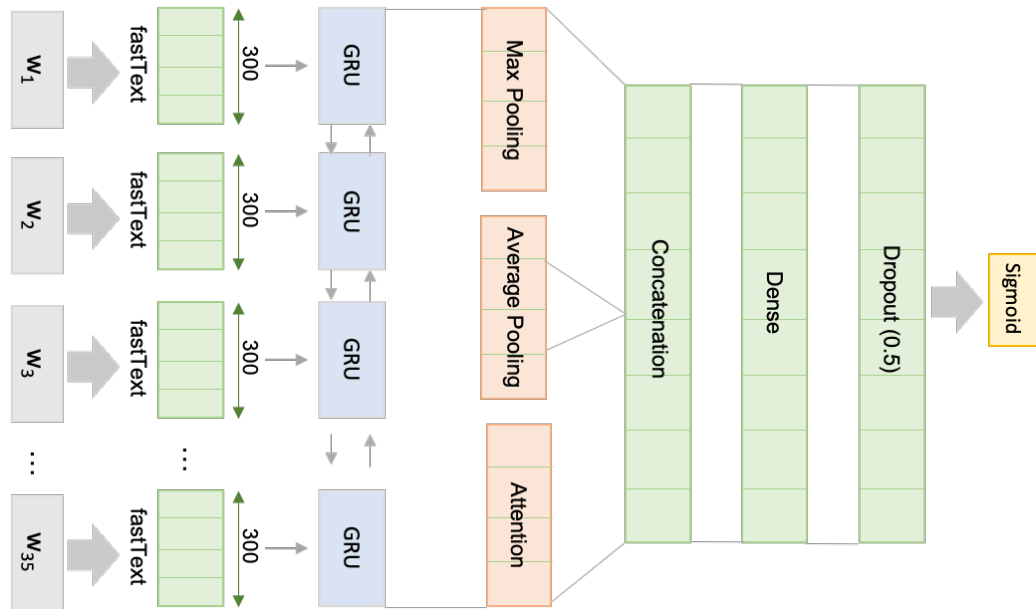 W1
fastText
300
GRU
W2
fastText
300
GRU
W3
fastText
300
GRU
...
...
W35
fastText
300
GRU
Max Pooling
Average Pooling
Attention
Concatenation
Dense
Dropout (0.5)
Sigmoid